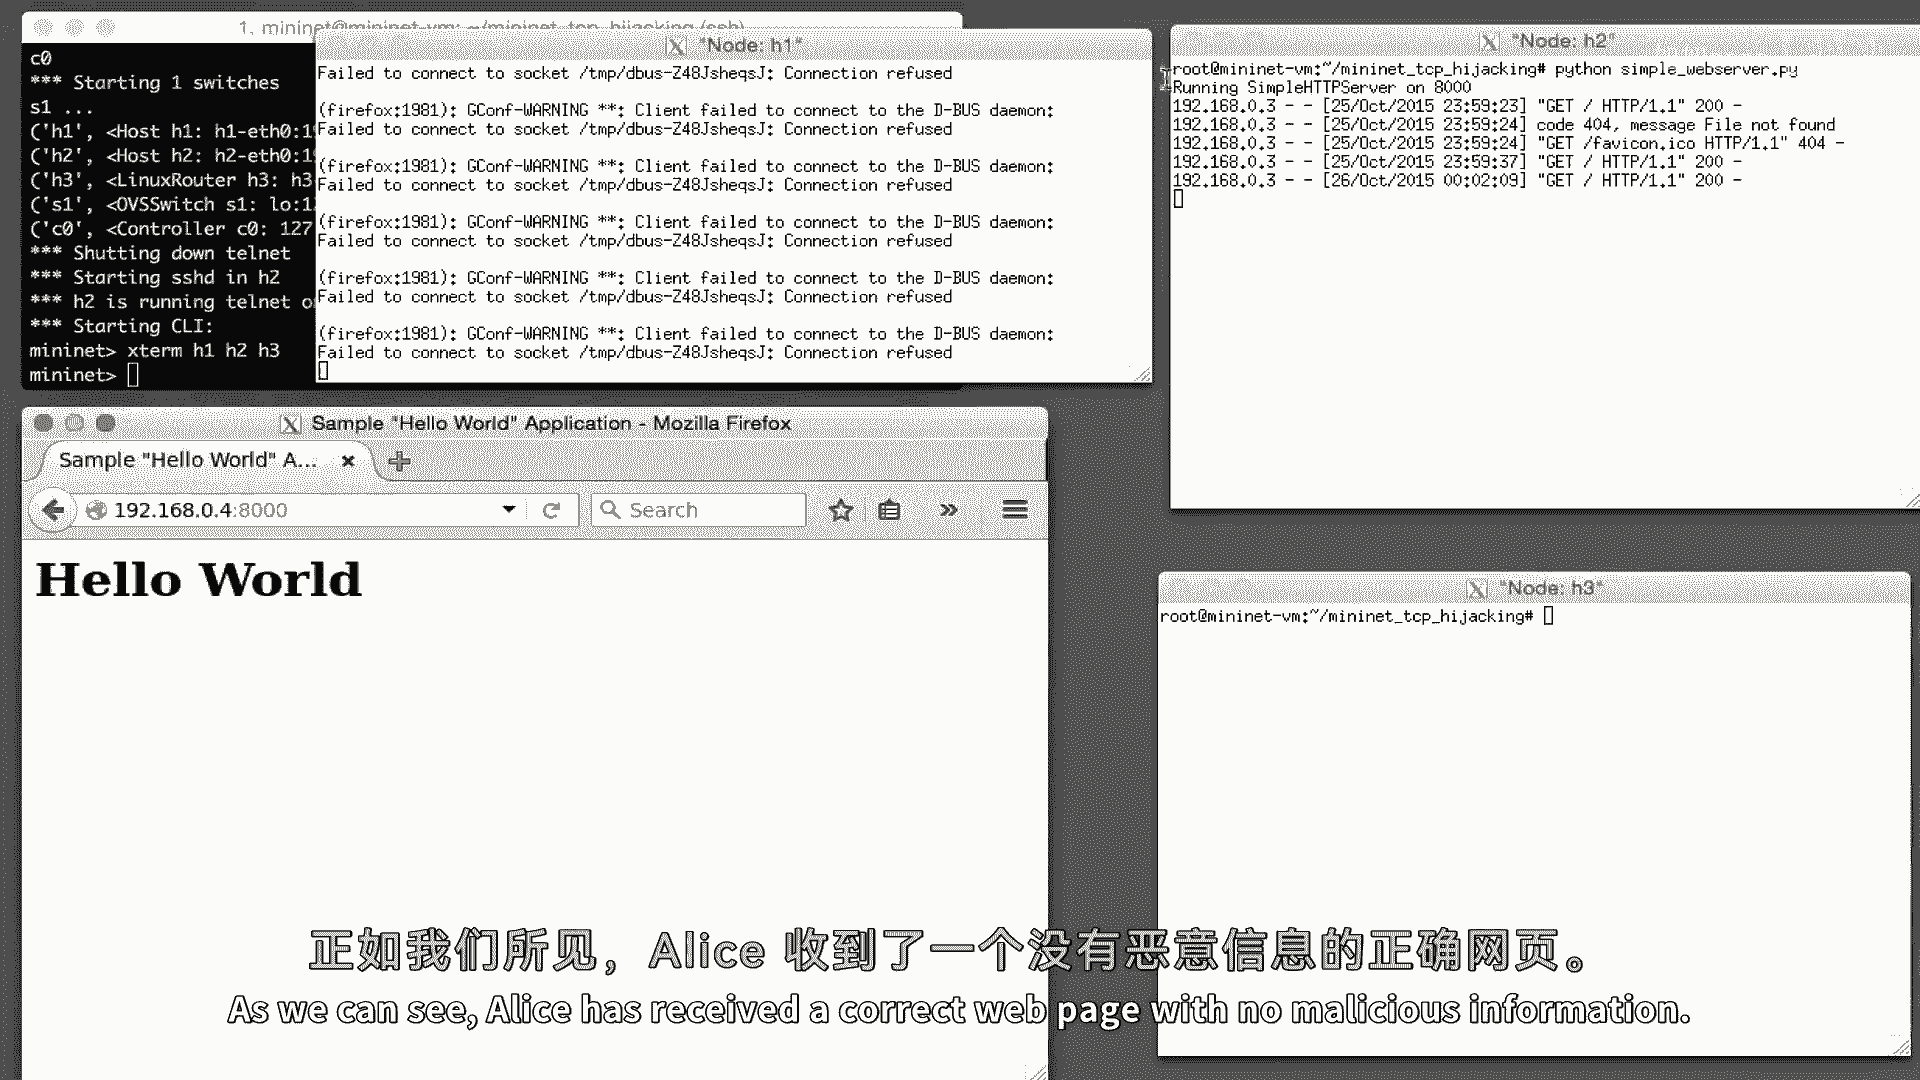 1. mininet@mininet-vm: ~/mininet_tcp_hijacking (ssh)
c0
*** Starting 1 switches
s1 ...
('h1', <Host h1: h1-eth0:1
('h2', <Host h2: h2-eth0:1
('h3', <LinuxRouter h3: h3
('s1', <OVSSwitch s1: lo:1
('c0', <Controller c0: 127
*** Shutting down telnet
*** Starting sshd in h2
*** h2 is running telnet o
*** Starting CLI:
mininet> xterm h1 h2 h3
mininet>
"Node: h1"
Failed to connect to socket /tmp/dbus-Z48JsheqsJ: Connection refused
(firefox:1981): GConf-WARNING **: Client failed to connect to the D-BUS daemon:
Failed to connect to socket /tmp/dbus-Z48JsheqsJ: Connection refused
(firefox:1981): GConf-WARNING **: Client failed to connect to the D-BUS daemon:
Failed to connect to socket /tmp/dbus-Z48JsheqsJ: Connection refused
(firefox:1981): GConf-WARNING **: Client failed to connect to the D-BUS daemon:
Failed to connect to socket /tmp/dbus-Z48JsheqsJ: Connection refused
(firefox:1981): GConf-WARNING **: Client failed to connect to the D-BUS daemon:
Failed to connect to socket /tmp/dbus-Z48JsheqsJ: Connection refused
(firefox:1981): GConf-WARNING **: Client failed to connect to the D-BUS daemon:
Failed to connect to socket /tmp/dbus-Z48JsheqsJ: Connection refused
"Node: h2"
root@mininet-vm:~/mininet_tcp_hijacking# python simple_webserver.py
Running SimpleHTTPServer on 8000
192.168.0.3 - - [25/Oct/2015 23:59:23] "GET / HTTP/1.1" 200 -
192.168.0.3 - - [25/Oct/2015 23:59:24] code 404, message File not found
192.168.0.3 - - [25/Oct/2015 23:59:24] "GET /favicon.ico HTTP/1.1" 404 -
192.168.0.3 - - [25/Oct/2015 23:59:37] "GET / HTTP/1.1" 200 -
192.168.0.3 - - [26/Oct/2015 00:02:09] "GET / HTTP/1.1" 200 -
Sample "Hello World" Application - Mozilla Firefox
Sample "Hello World" A...
192.168.0.4:8000
Search
Hello World
"Node: h3"
root@mininet-vm:~/mininet_tcp_hijacking#
正如我们所见，Alice 收到了一个没有恶意信息的正确网页。
As we can see, Alice has received a correct web page with no malicious information.